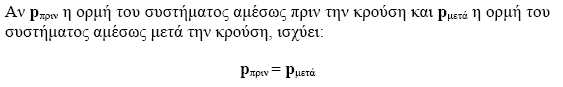 Αν pπριν η ορμή του συστήματος αμέσως πριν την κρούση και pμετά η ορμή του
συστήματος αμέσως μετά την κρούση, ισχύει:
pπριν = pμετά